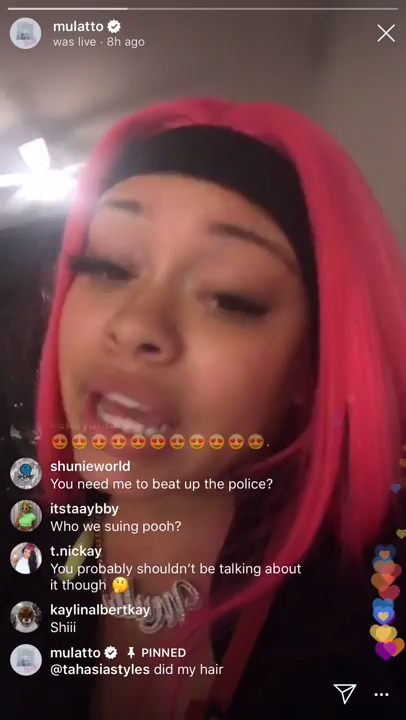 mulatto
was live · 8h ago
😍😍😍😍😍😍😍😍😍😍😍.
shunieworld
You need me to beat up the police?
itstaaybby
Who we suing pooh?
t.nickay
You probably shouldn't be talking about
it though 🤔
kaylinalbertkay
Shiii
mulatto PINNED
@tahasiastyles did my hair